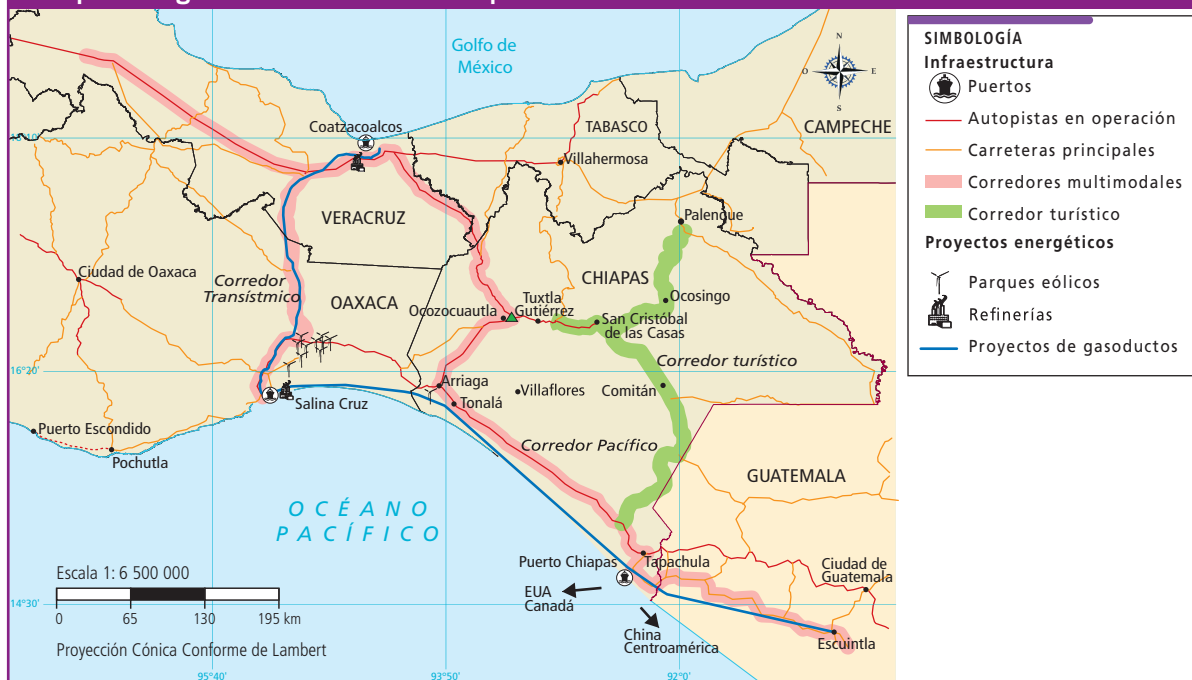 Golfo de
México
N
O
E
S
Coatzacoalcos
TABASCO
CAMPECHE
Villahermosa
VERACRUZ
Palenque
Ciudad de Oaxaca
Corredor
Transístmico
OAXACA
CHIAPAS
Ocosingo
Tuxtla
Gutiérrez
Ocozocuautla
San Cristóbal
de las Casas
Corredor turístico
16°20'
Arriaga
Villaflores
Comitán
Salina Cruz
Tonalá
Puerto Escondido
Corredor Pacífico
Pochutla
GUATEMALA
OCÉANO
PACÍFICO
Puerto Chiapas
Tapachula
Ciudad de
Guatemala
Escala 1: 6 500 000
EUA
Canadá
14°30'
0 65 130 195 km
China
Centroamérica
Escuintla
Proyección Cónica Conforme de Lambert
95°40'
93°50'
92°0'
SIMBOLOGÍA
Infraestructura
Puertos
Autopistas en operación
Carreteras principales
Corredores multimodales
Corredor turístico
Proyectos energéticos
Parques eólicos
Refinerías
Proyectos de gasoductos